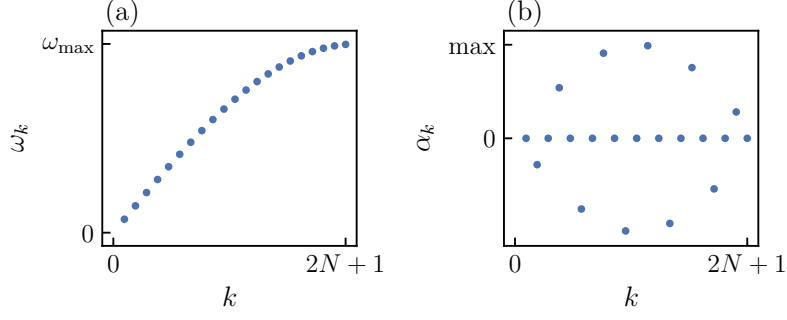 (a)
ω_max
ω_k
0
0
2N + 1
k
(b)
max
α_k
0
0
2N + 1
k